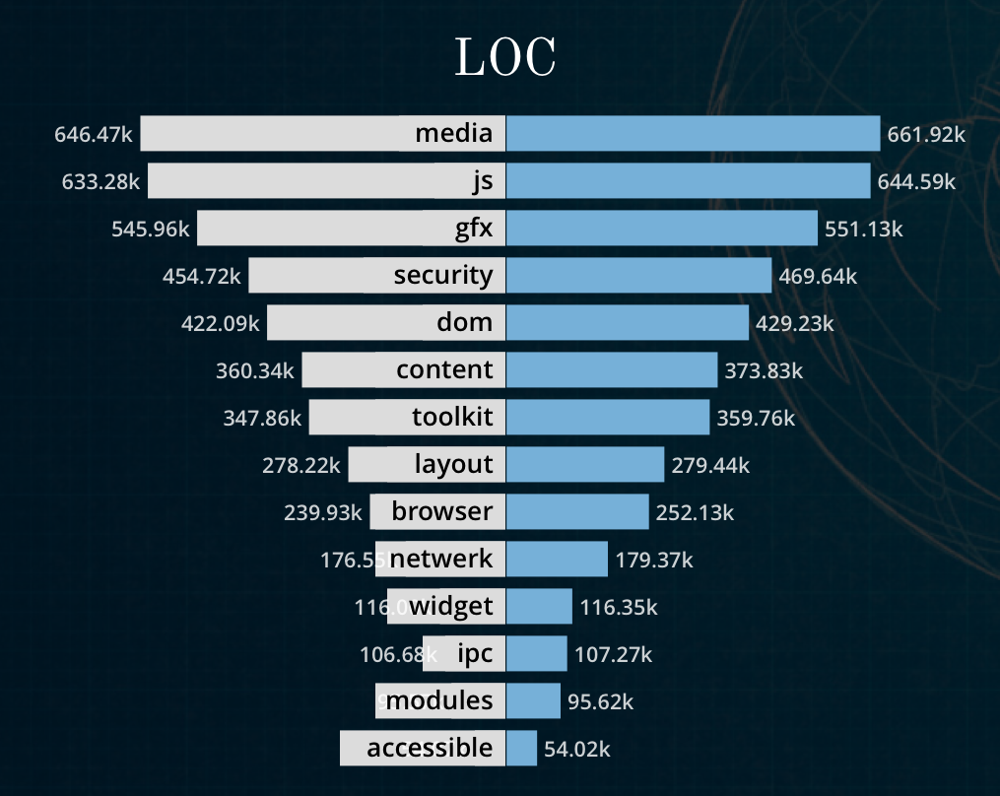 LOC
646.47k media 661.92k
633.28k js 644.59k
545.96k gfx 551.13k
454.72k security 469.64k
422.09k dom 429.23k
360.34k content 373.83k
347.86k toolkit 359.76k
278.22k layout 279.44k
239.93k browser 252.13k
netwerk 179.37k
widget 116.35k
106.68k ipc 107.27k
modules 95.62k
accessible 54.02k